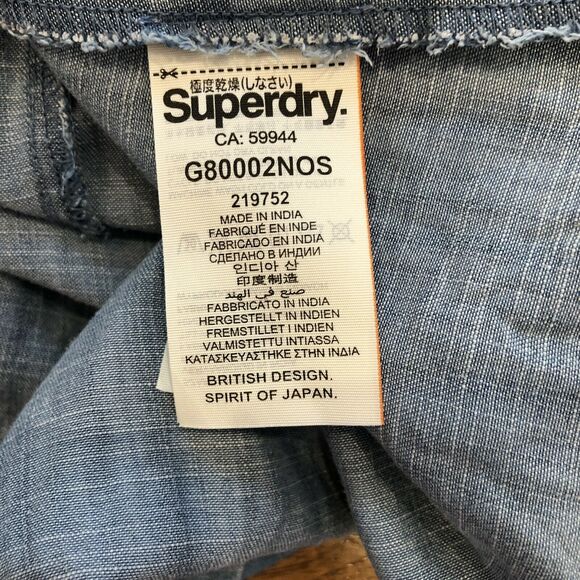 極度乾燥(しなさい)
Superdry.
CA: 59944
G80002NOS
219752
MADE IN INDIA
FABRIQUÉ EN INDE
FABRICADO EN INDIA
СДЕЛАНО В ИНДИИ
인디아 산
印度制造
صنع في الهند
FABBRICATO IN INDIA
HERGESTELLT IN INDIEN
FREMSTILLET I INDIEN
VALMISTETTU INTIASSA
ΚΑΤΑΣΚΕΥΑΣΤΗΚΕ ΣΤΗΝ ΙΝΔΙΑ
BRITISH DESIGN.
SPIRIT OF JAPAN.